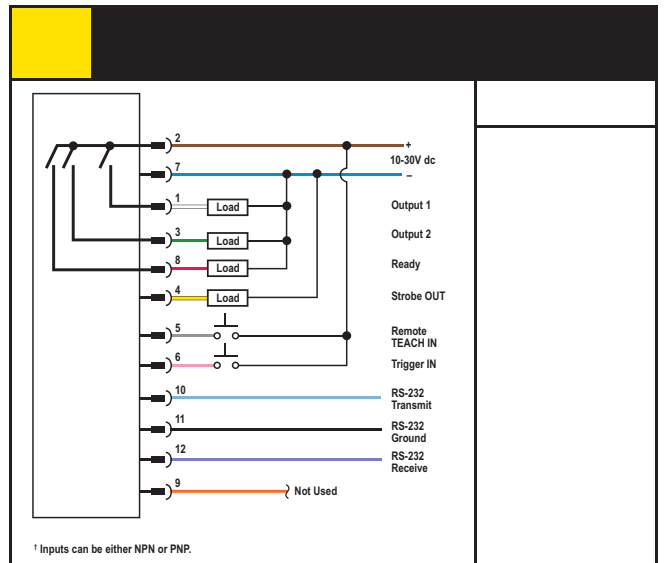 2
+
10-30V dc
7
–
1
Load
Output 1
3
Load
Output 2
8
Load
Ready
4
Load
Strobe OUT
5
Remote
TEACH IN
6
Trigger IN
10
RS-232
Transmit
11
RS-232
Ground
12
RS-232
Receive
9
Not Used
† Inputs can be either NPN or PNP.